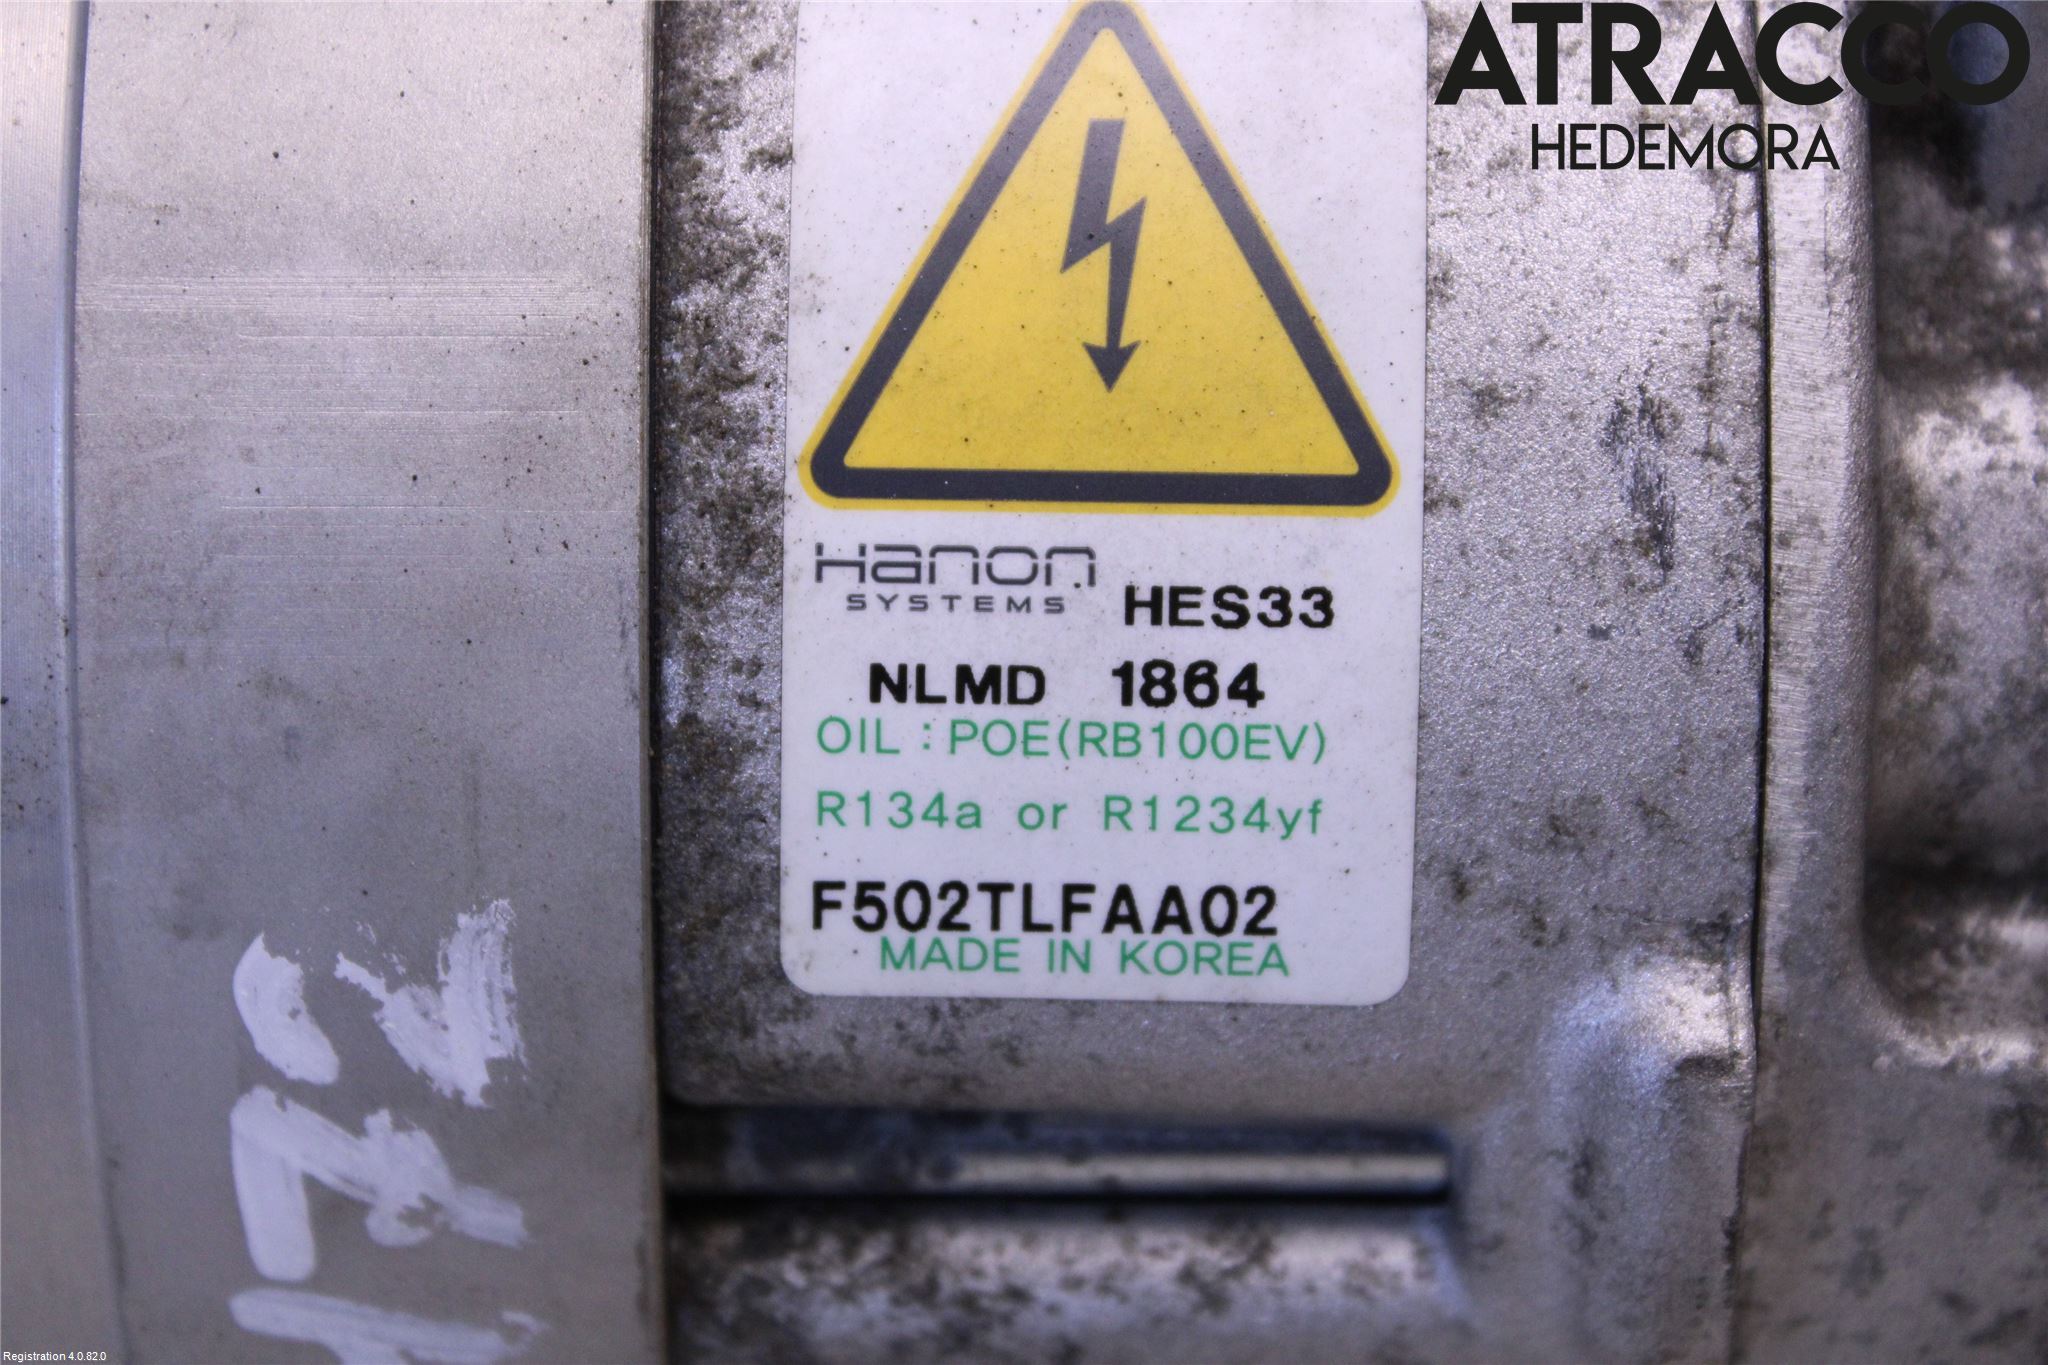 ATRACCO
HEDEMORA
Hanon
SYSTEMS
HES33
NLMD 1864
OIL : POE(RB100EV)
R134a or R1234yf
F502TLFAA02
MADE IN KOREA
Registration 4.0.82.0